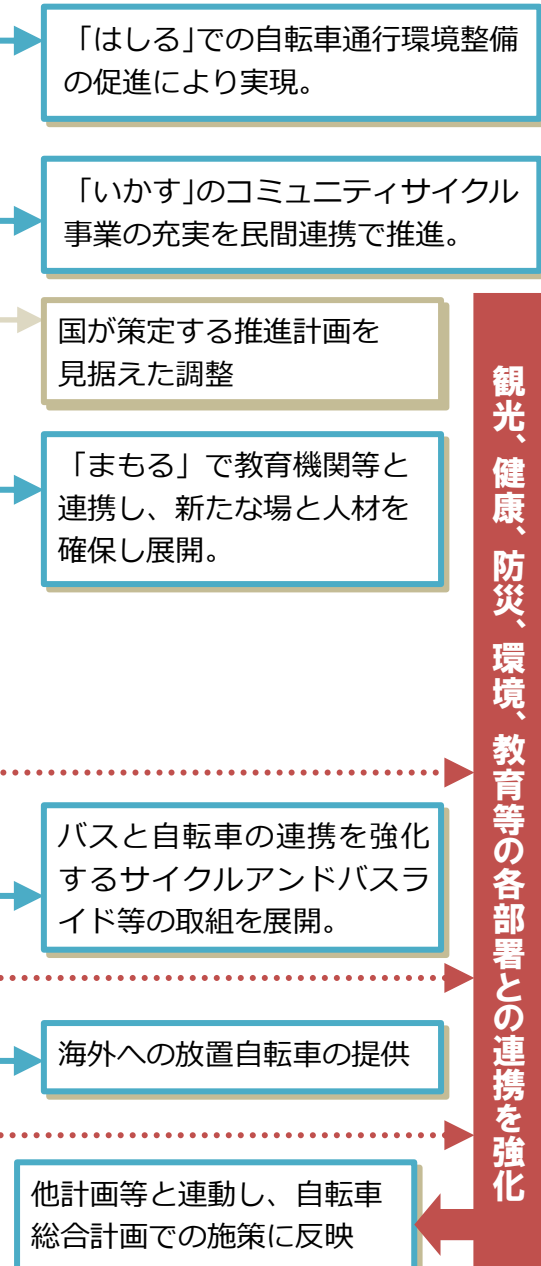 「はしる」での自転車通行環境整備
の促進により実現。
「いかす」のコミュニティサイクル
事業の充実を民間連携で推進。
国が策定する推進計画を
見据えた調整
「まもる」で教育機関等と
連携し、新たな場と人材を
確保し展開。
バスと自転車の連携を強化
するサイクルアンドバスラ
イド等の取組を展開。
海外への放置自転車の提供
他計画等と連動し、自転車
総合計画での施策に反映
観光、健康、防災、環境、教育等の各部署との連携を強化